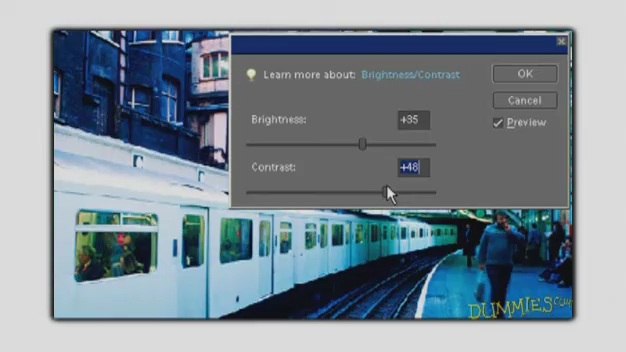 Learn more about: Brightness/Contrast
OK
Cancel
Brightness: +35
Preview
Contrast: +48
DUMMIES.com